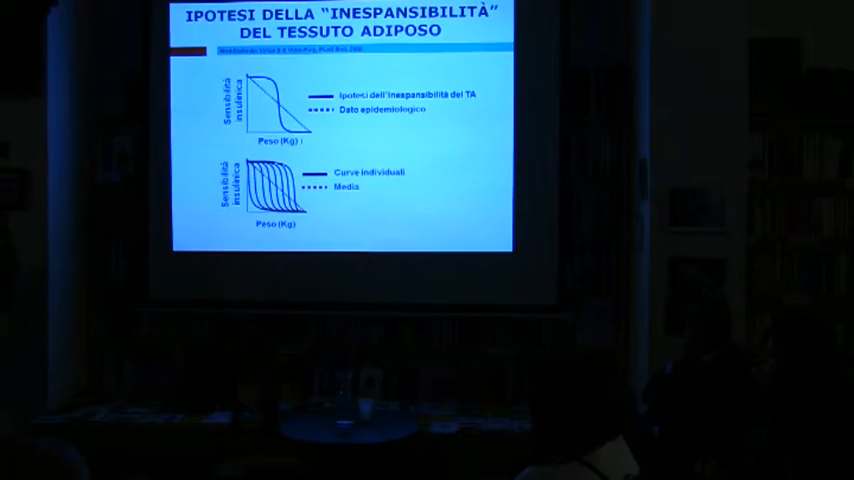 IPOTESI DELLA “INESPANSIBILITÀ”
DEL TESSUTO ADIPOSO
Sensibilità
insulinica
Ipotesi dell'Inespansibilità del TA
Dato epidemiologico
Peso (Kg)
Sensibilità
insulinica
Curve individuali
Media
Peso (Kg)